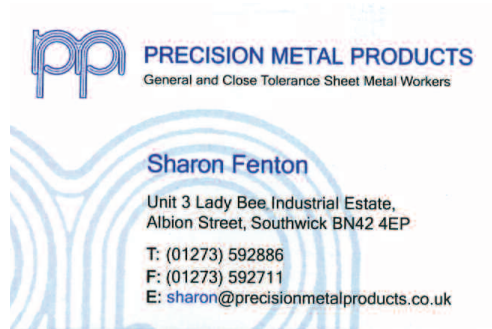 PRECISION METAL PRODUCTS
General and Close Tolerance Sheet Metal Workers
Sharon Fenton
Unit 3 Lady Bee Industrial Estate,
Albion Street, Southwick BN42 4EP
T: (01273) 592886
F: (01273) 592711
E: sharon@precisionmetalproducts.co.uk